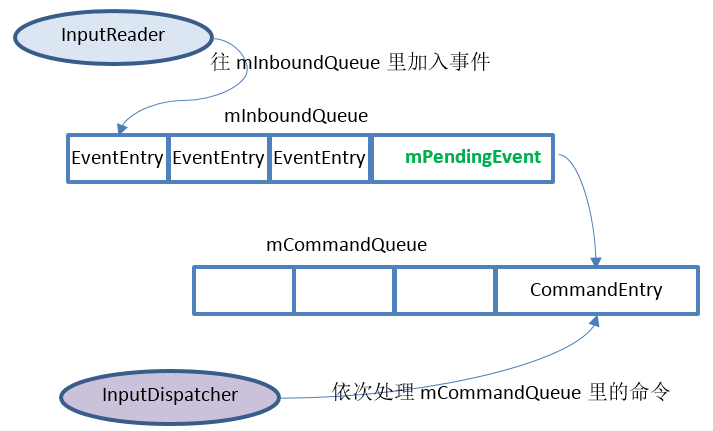 InputReader
往 mInboundQueue 里加入事件
mInboundQueue
EventEntry EventEntry EventEntry mPendingEvent
mCommandQueue
CommandEntry
InputDispatcher
依次处理 mCommandQueue 里的命令